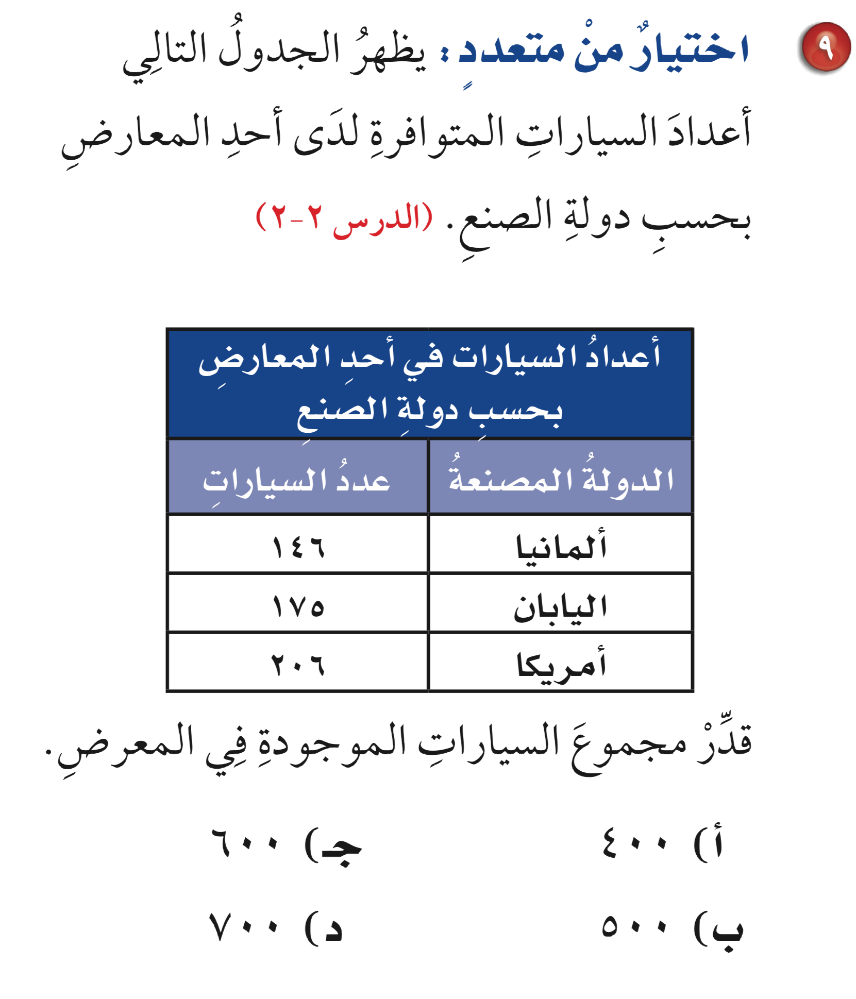 ٩ اختيارٌ منْ متعددٍ: يظهرُ الجدولُ التالِي
أعدادَ السياراتِ المتوافرةِ لدَى أحدِ المعارضِ
بحسبِ دولةِ الصنعِ. (الدرس ٢-٢)
أعدادُ السيارات في أحدِ المعارضِ
بحسبِ دولةِ الصنعِ
الدولةُ المصنعةُ عددُ السياراتِ
ألمانيا ١٤٦
اليابان ١٧٥
أمريكا ٢٠٦
قدِّرْ مجموعَ السياراتِ الموجودةِ فِي المعرضِ.
أ) ٤٠٠ جـ) ٦٠٠
ب) ٥٠٠ د) ٧٠٠